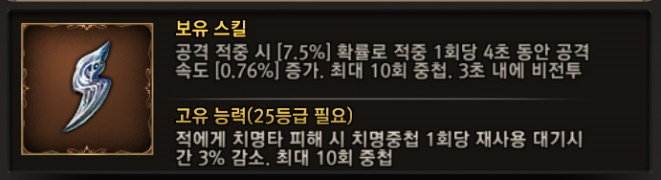 보유 스킬
공격 적중 시 [7.5%] 확률로 적중 1회당 4초 동안 공격
속도 [0.76%] 증가. 최대 10회 중첩. 3초 내에 비전투
고유 능력(25등급 필요)
적에게 치명타 피해 시 치명중첩 1회당 재사용 대기시
간 3% 감소. 최대 10회 중첩